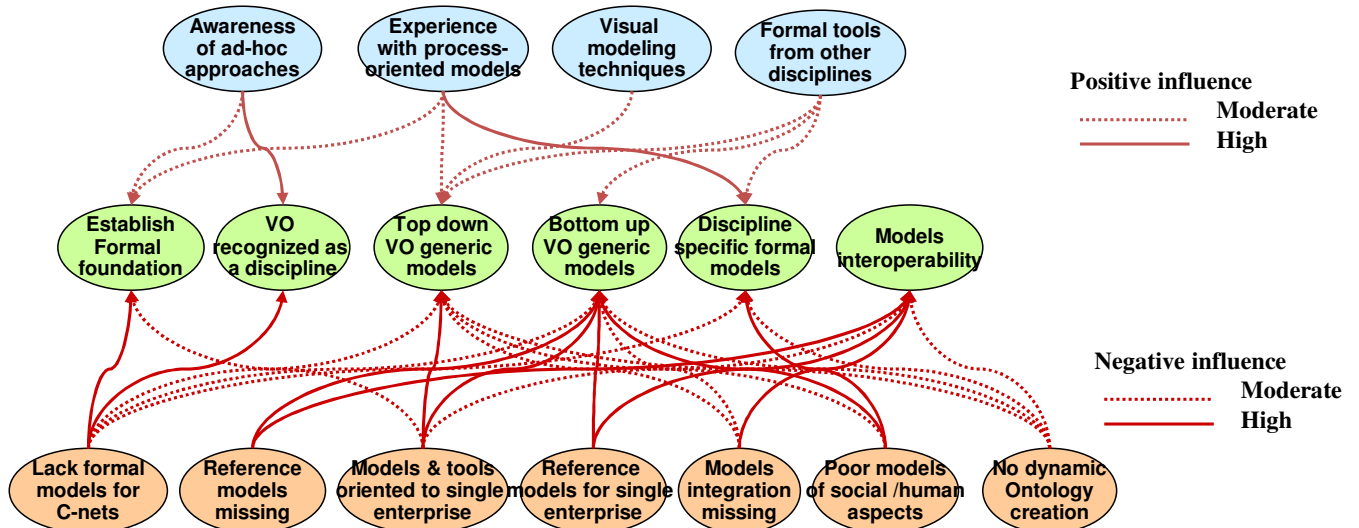 Awareness
of ad-hoc
approaches
Experience
with process-
oriented models
Visual
modeling
techniques
Formal tools
from other
disciplines
Positive influence
Moderate
High
Establish
Formal
foundation
VO
recognized as
a discipline
Top down
VO generic
models
Bottom up
VO generic
models
Discipline
specific formal
models
Models
interoperability
Negative influence
Moderate
High
Lack formal
models for
C-nets
Reference
models
missing
Models & tools
oriented to single
enterprise
Reference
models for single
enterprise
Models
integration
missing
Poor models
of social /human
aspects
No dynamic
Ontology
creation